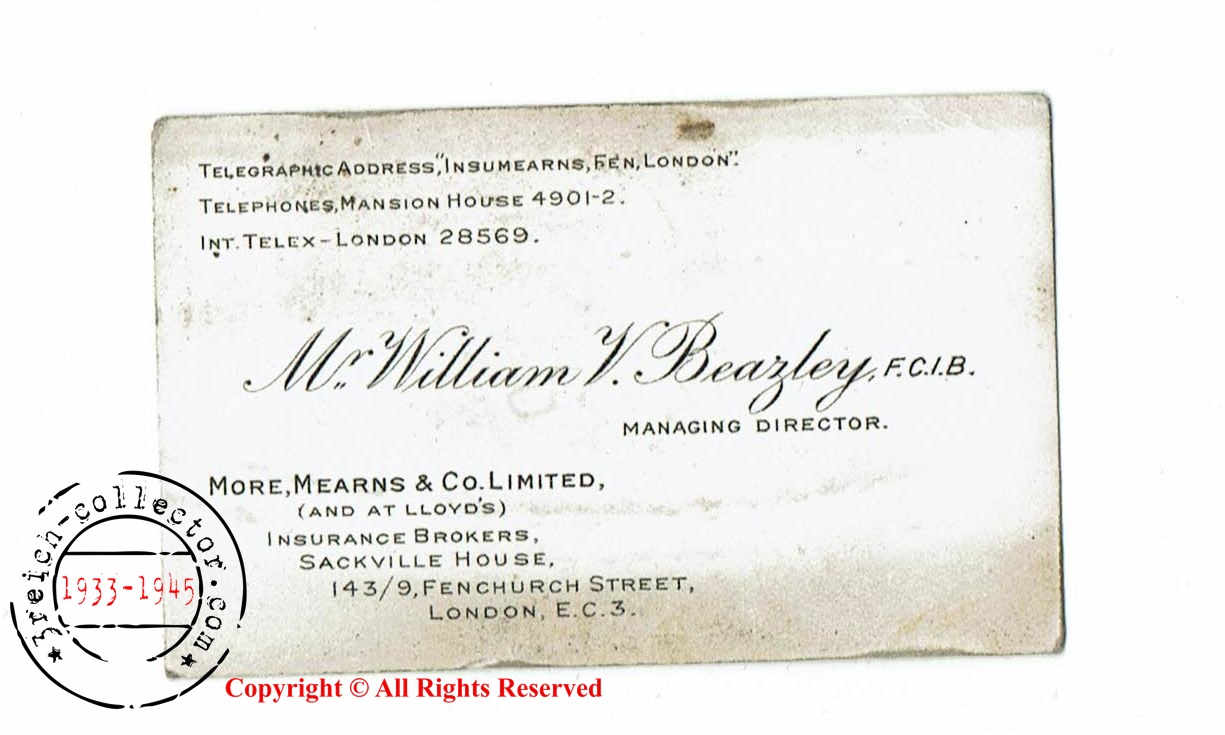 TELEGRAPHIC ADDRESS, "INSUMEARNS, FEN, LONDON".
TELEPHONES, MANSION HOUSE 4901-2.
INT. TELEX - LONDON 28569.
Mr. William V. Beazley, F.C.I.B.
MANAGING DIRECTOR.
MORE, MEARNS & CO. LIMITED,
(AND AT LLOYD'S)
INSURANCE BROKERS,
SACKVILLE HOUSE,
143/9, FENCHURCH STREET,
LONDON, E.C.3.
3reich-collector.com
1933-1945
Copyright © All Rights Reserved